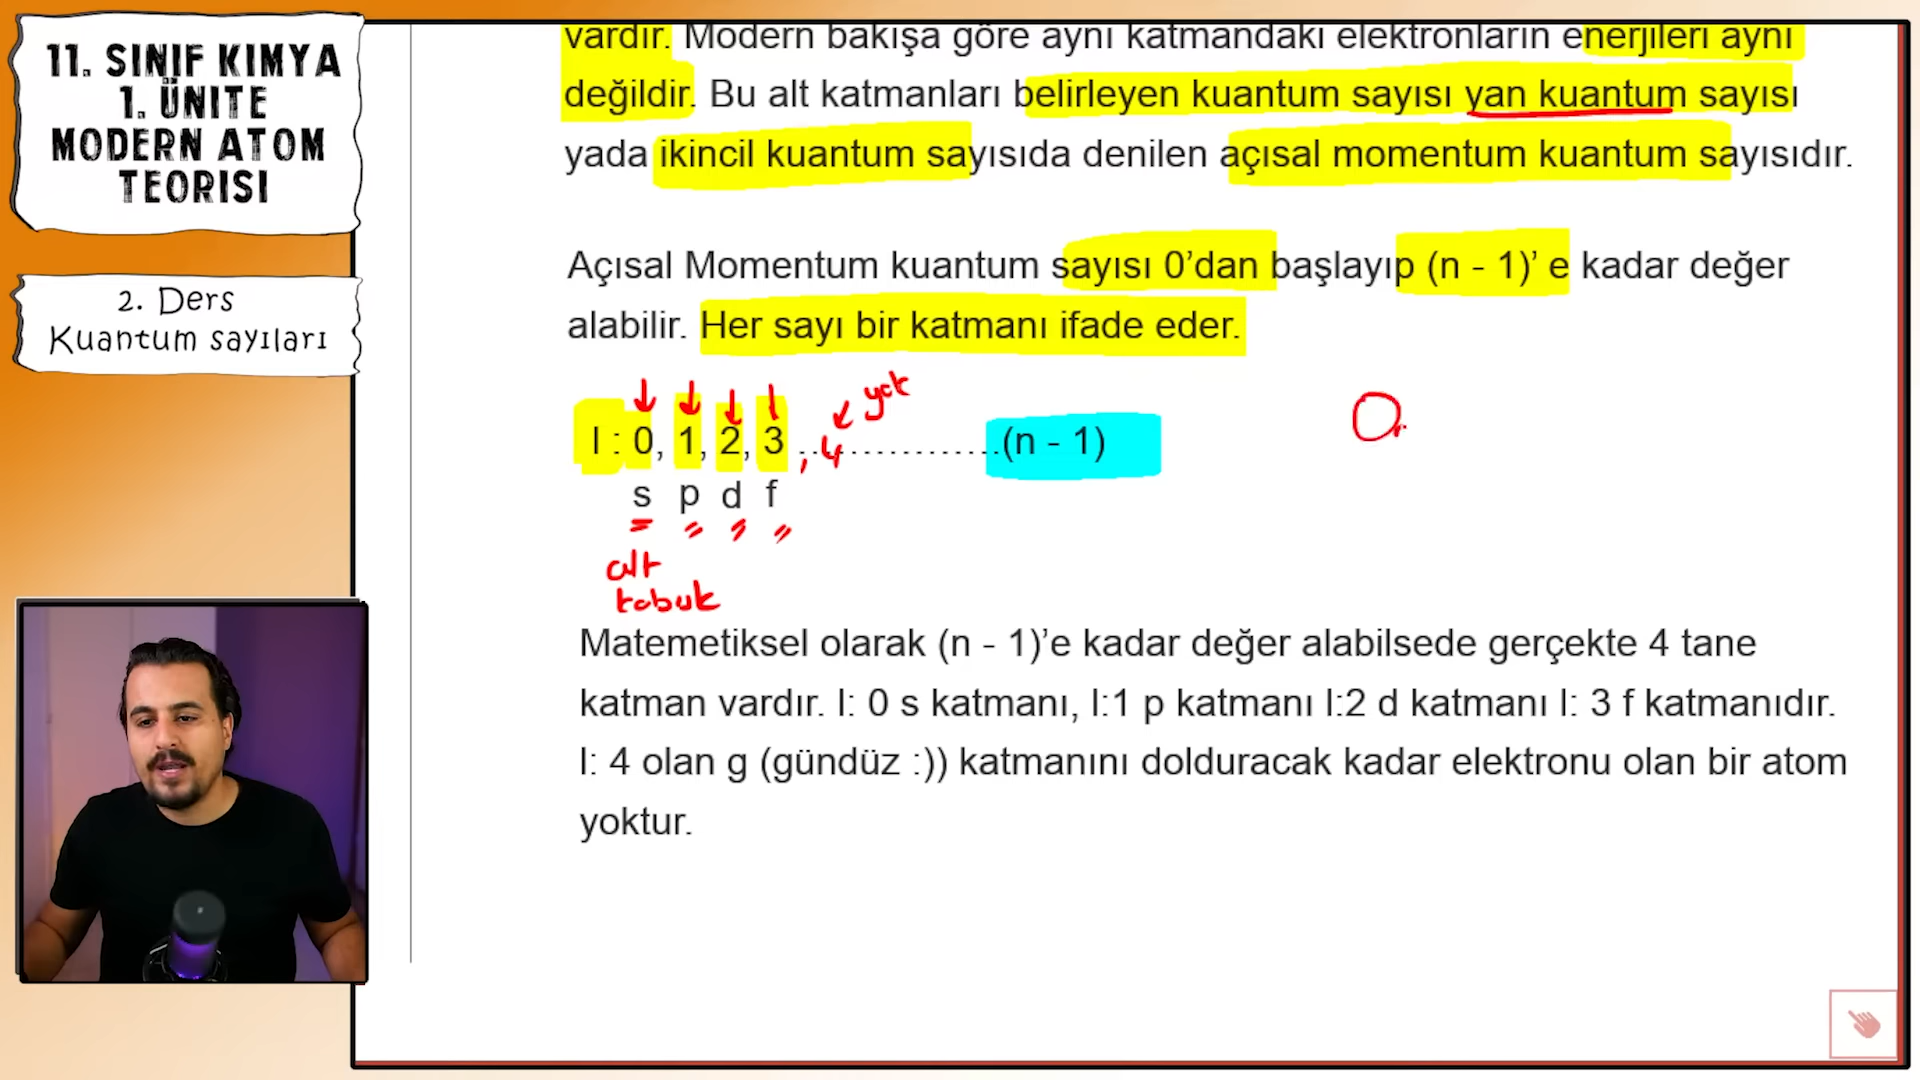 11. SINIF KIMYA
1. ÜNITE
MODERN ATOM
TEORISI
2. Ders
Kuantum sayıları
vardır. Modern bakışa göre aynı katmandaki elektronların enerjileri aynı
değildir. Bu alt katmanları belirleyen kuantum sayısı yan kuantum sayısı
yada ikincil kuantum sayısıda denilen açısal momentum kuantum sayısıdır.
Açısal Momentum kuantum sayısı 0’dan başlayıp (n - 1)’ e kadar değer
alabilir. Her sayı bir katmanı ifade eder.
yok
l : 0, 1, 2, 3 ..................(n - 1)
, 4
s p d f
alt
tabuk
Matemetiksel olarak (n - 1)’e kadar değer alabilsede gerçekte 4 tane
katman vardır. l: 0 s katmanı, l:1 p katmanı l:2 d katmanı l: 3 f katmanıdır.
l: 4 olan g (gündüz :)) katmanını dolduracak kadar elektronu olan bir atom
yoktur.